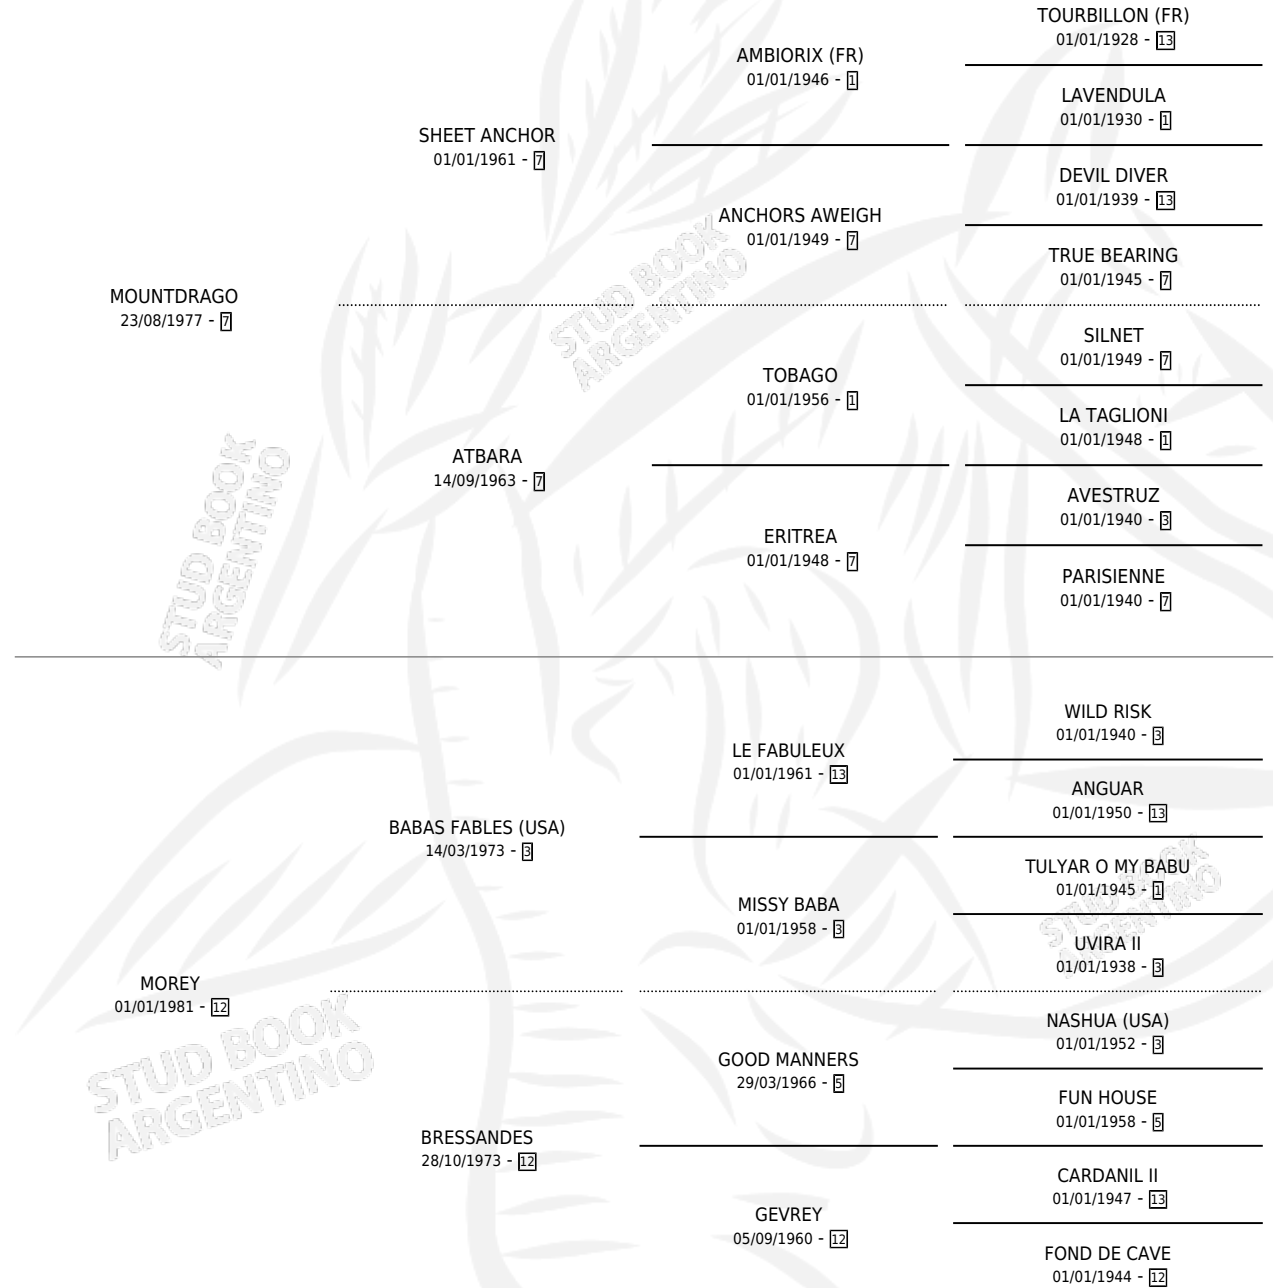 TOURBILLON (FR)
01/01/1928 - 13
AMBIORIX (FR)
01/01/1946 - 1
LAVENDULA
01/01/1930 - 1
SHEET ANCHOR
01/01/1961 - 7
DEVIL DIVER
01/01/1939 - 13
ANCHORS AWEIGH
01/01/1949 - 7
TRUE BEARING
01/01/1945 - 7
MOUNTDRAGO
23/08/1977 - 7
STUD BOOK
ARGENTINO
SILNET
01/01/1949 - 7
TOBAGO
01/01/1956 - 1
LA TAGLIONI
01/01/1948 - 1
ATBARA
14/09/1963 - 7
AVESTRUZ
01/01/1940 - 3
ERITREA
01/01/1948 - 7
PARISIENNE
01/01/1940 - 7
STUD BOOK
ARGENTINO
WILD RISK
01/01/1940 - 3
LE FABULEUX
01/01/1961 - 13
ANGUAR
01/01/1950 - 13
BABAS FABLES (USA)
14/03/1973 - 3
TULYAR O MY BABU
01/01/1945 - 1
MISSY BABA
01/01/1958 - 3
UVIRA II
01/01/1938 - 3
STUD BOOK
ARGENTINO
MOREY
01/01/1981 - 12
NASHUA (USA)
01/01/1952 - 3
GOOD MANNERS
29/03/1966 - 5
FUN HOUSE
01/01/1958 - 5
STUD BOOK
ARGENTINO
BRESSANDES
28/10/1973 - 12
CARDANIL II
01/01/1947 - 13
GEVREY
05/09/1960 - 12
FOND DE CAVE
01/01/1944 - 12